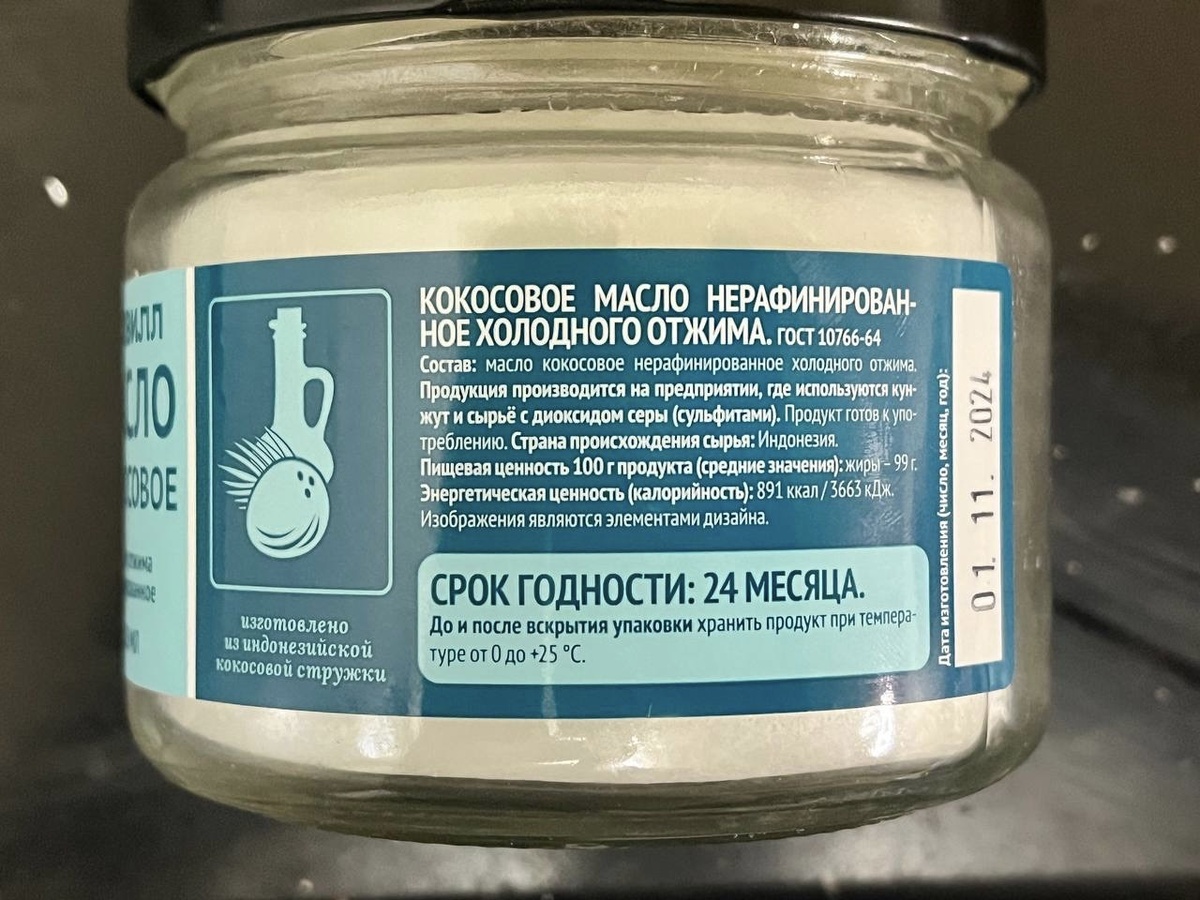 ИЗГОТОВЛЕНО
ИЗ ИНДОНЕЗИЙСКОЙ
КОКОСОВОЙ СТРУЖКИ
КОКОСОВОЕ МАСЛО НЕРАФИНИРОВАН-
НОЕ ХОЛОДНОГО ОТЖИМА. ГОСТ 10766-64
Состав: масло кокосовое нерафинированное холодного отжима.
Продукция производится на предприятии, где используются кун-
жут и сырьё с диоксидом серы (сульфитами). Продукт готов к упо-
треблению. Страна происхождения сырья: Индонезия.
Пищевая ценность 100 г продукта (средние значения): жиры – 99 г.
Энергетическая ценность (калорийность): 891 ккал / 3663 кДж.
Изображения являются элементами дизайна.
СРОК ГОДНОСТИ: 24 МЕСЯЦА.
До и после вскрытия упаковки хранить продукт при темпера-
туре от 0 до +25 °С.
Дата изготовления (число, месяц, год):
01. 11. 2024